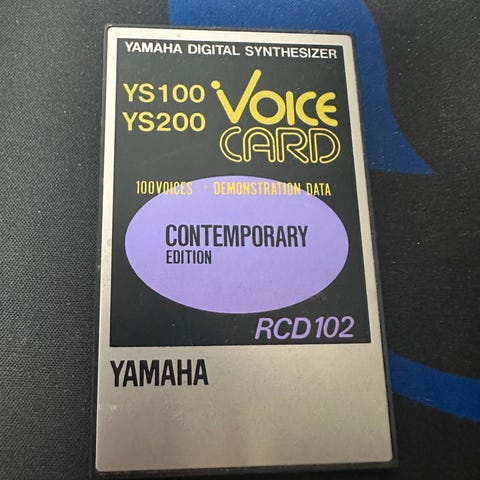 YAMAHA DIGITAL SYNTHESIZER
YS100
YS200
VOICE
CARD
100VOICES + DEMONSTRATION DATA
CONTEMPORARY
EDITION
RCD102
YAMAHA